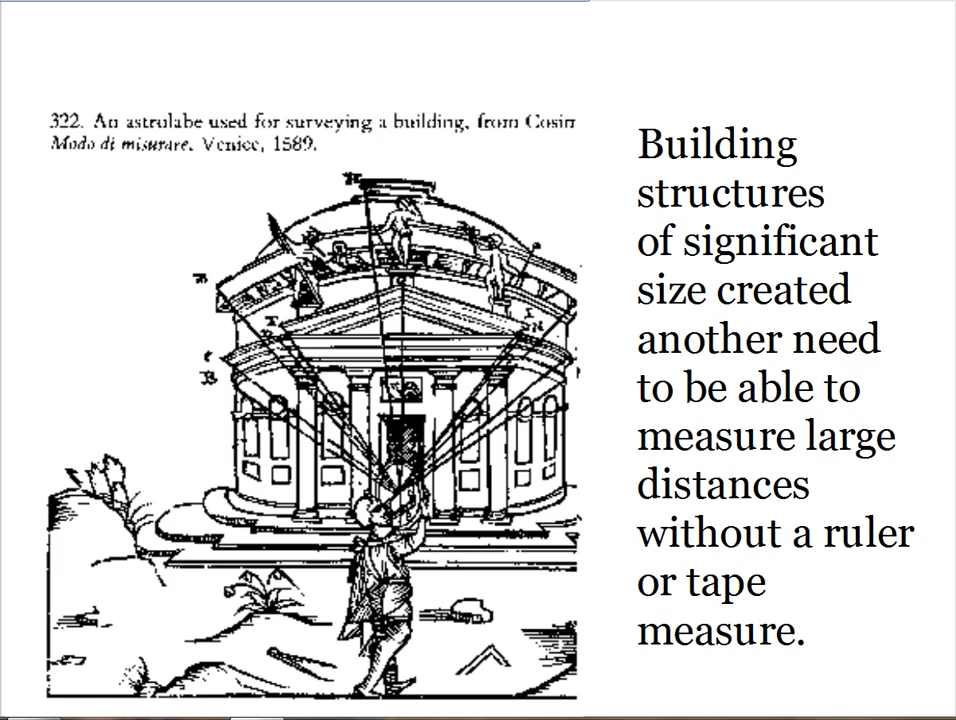 322. An astrolabe used for surveying a building, from Cosim
Modo di misurare, Venice, 1589.
Building
structures
of significant
size created
another need
to be able to
measure large
distances
without a ruler
or tape
measure.